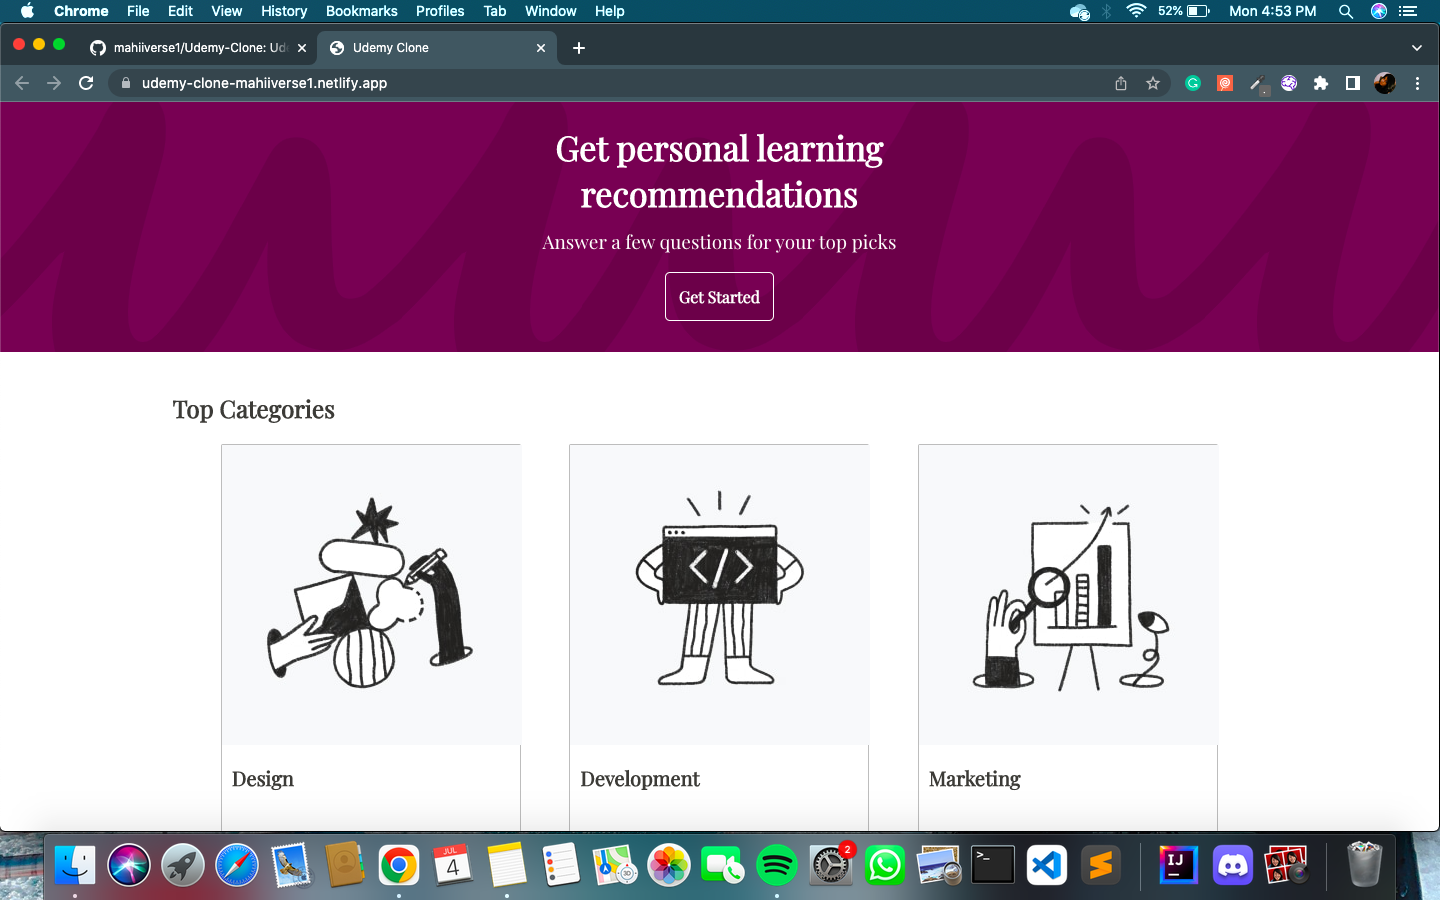 Chrome File Edit View History Bookmarks Profiles Tab Window Help 52% Mon 4:53 PM
mahiiverse1/Udemy-Clone: Ud
Udemy Clone
udemy-clone-mahiiverse1.netlify.app
Get personal learning
recommendations
Answer a few questions for your top picks
Get Started
Top Categories
</>
Design
Development
Marketing
JUL
4
2
>_
IJ